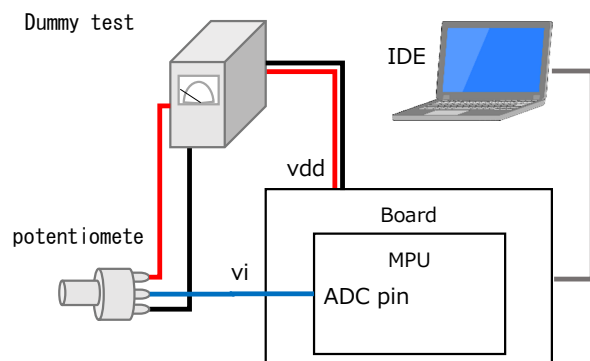 Dummy test
IDE
vdd
Board
potentiomete
MPU
vi
ADC pin